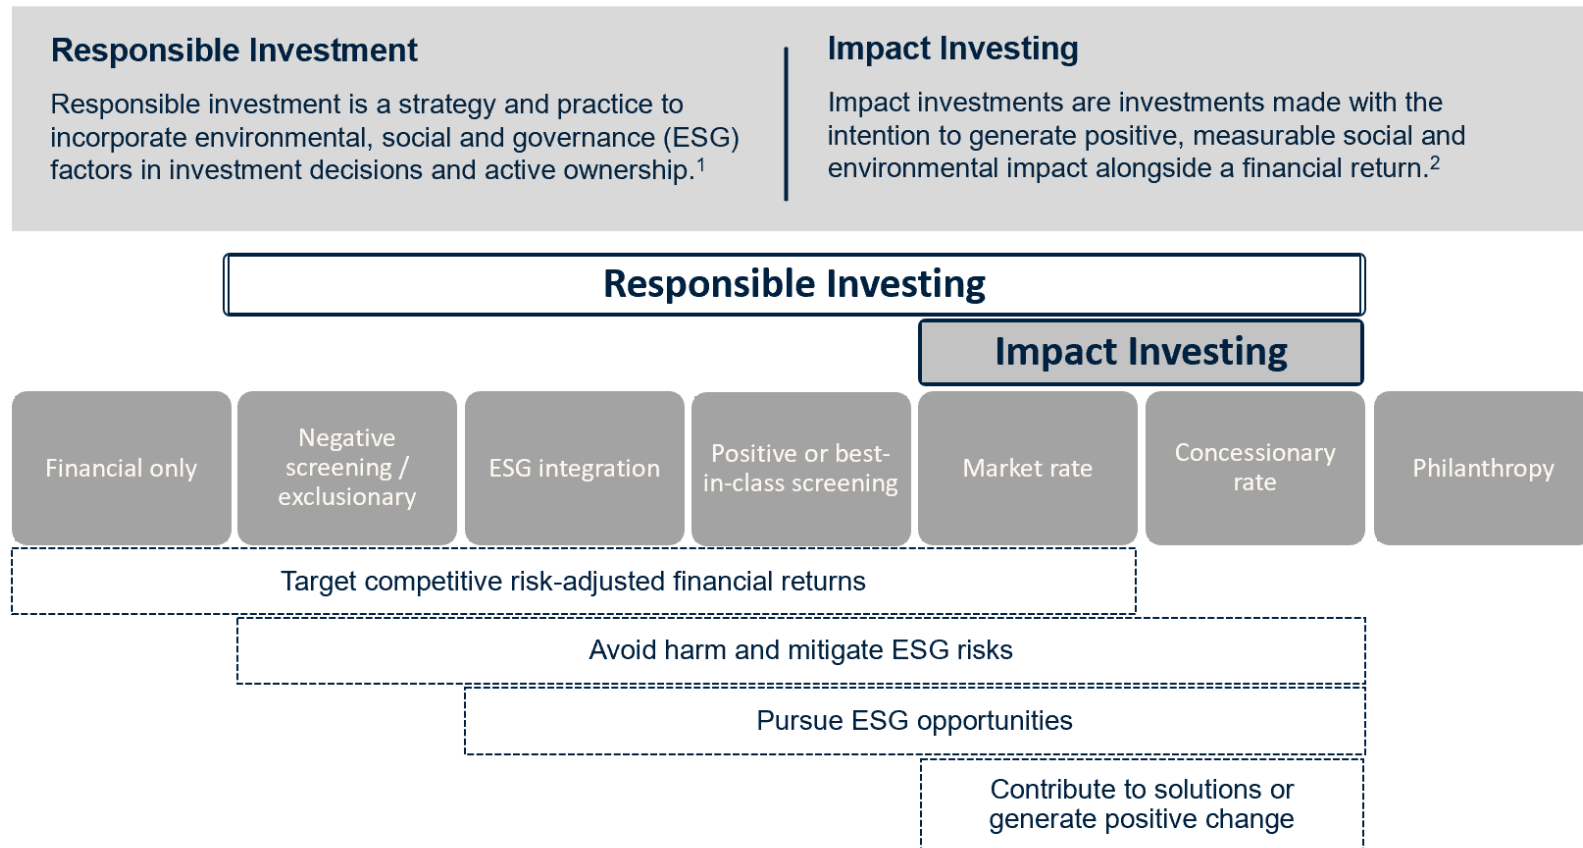 Responsible Investment
Responsible investment is a strategy and practice to
incorporate environmental, social and governance (ESG)
factors in investment decisions and active ownership.1
Impact Investing
Impact investments are investments made with the
intention to generate positive, measurable social and
environmental impact alongside a financial return.2
Responsible Investing
Impact Investing
Financial only
Negative
screening /
exclusionary
ESG integration
Positive or best-
in-class screening
Market rate
Concessionary
rate
Philanthropy
Target competitive risk-adjusted financial returns
Avoid harm and mitigate ESG risks
Pursue ESG opportunities
Contribute to solutions or
generate positive change